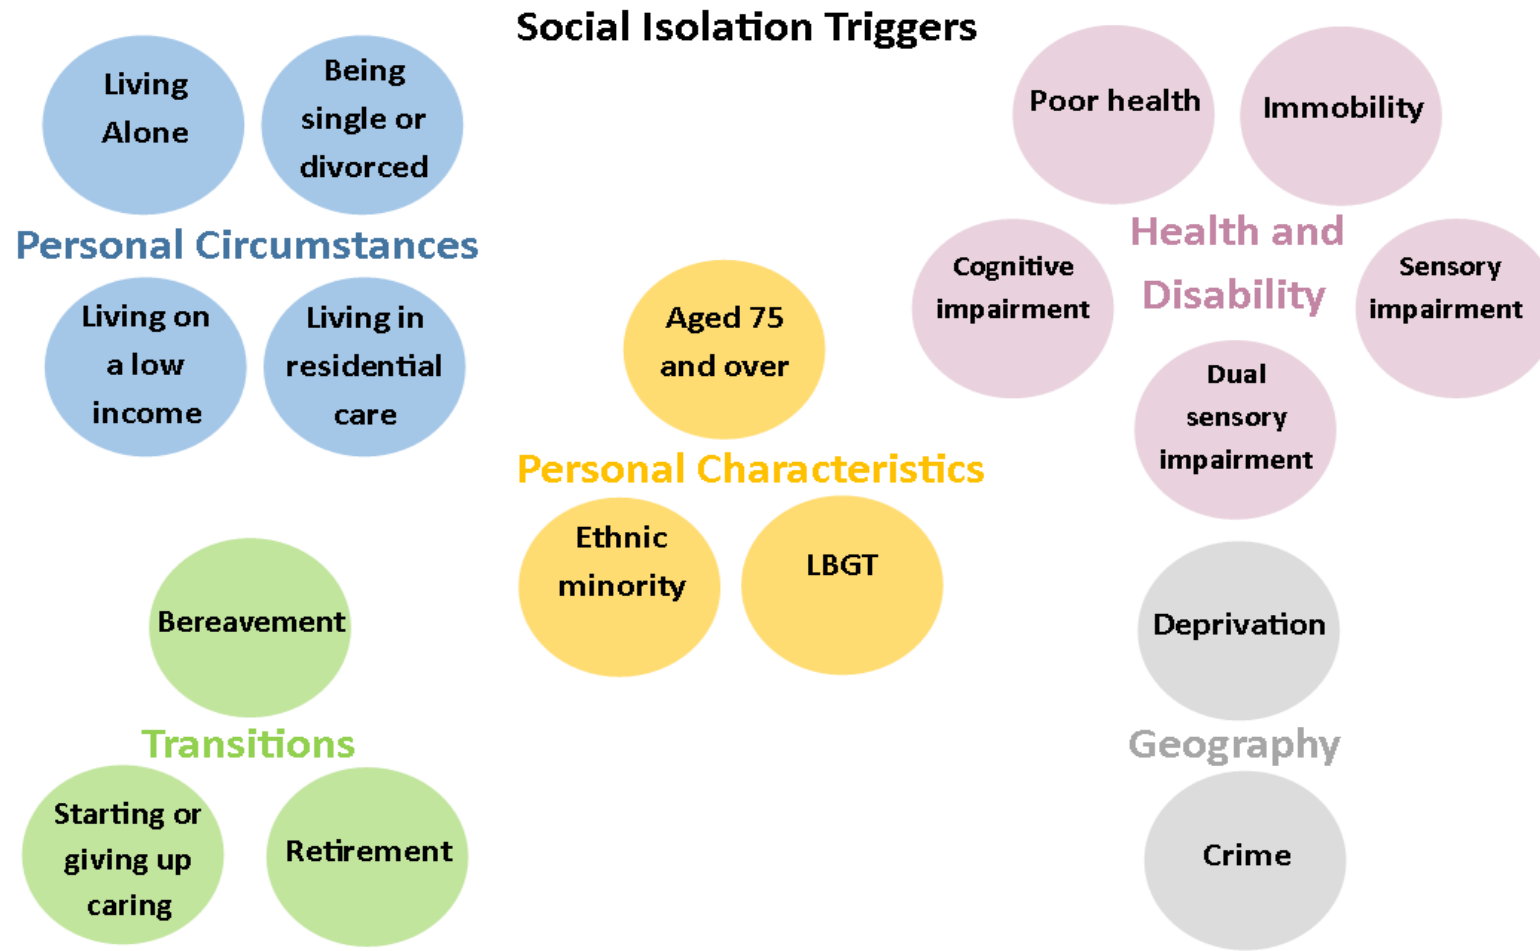 Social Isolation Triggers
Living
Alone
Being
single or
divorced
Personal Circumstances
Living on
a low
income
Living in
residential
care
Aged 75
and over
Personal Characteristics
Ethnic
minority
LBGT
Poor health
Immobility
Health and
Disability
Cognitive
impairment
Sensory
impairment
Dual
sensory
impairment
Bereavement
Transitions
Starting or
giving up
caring
Retirement
Deprivation
Geography
Crime